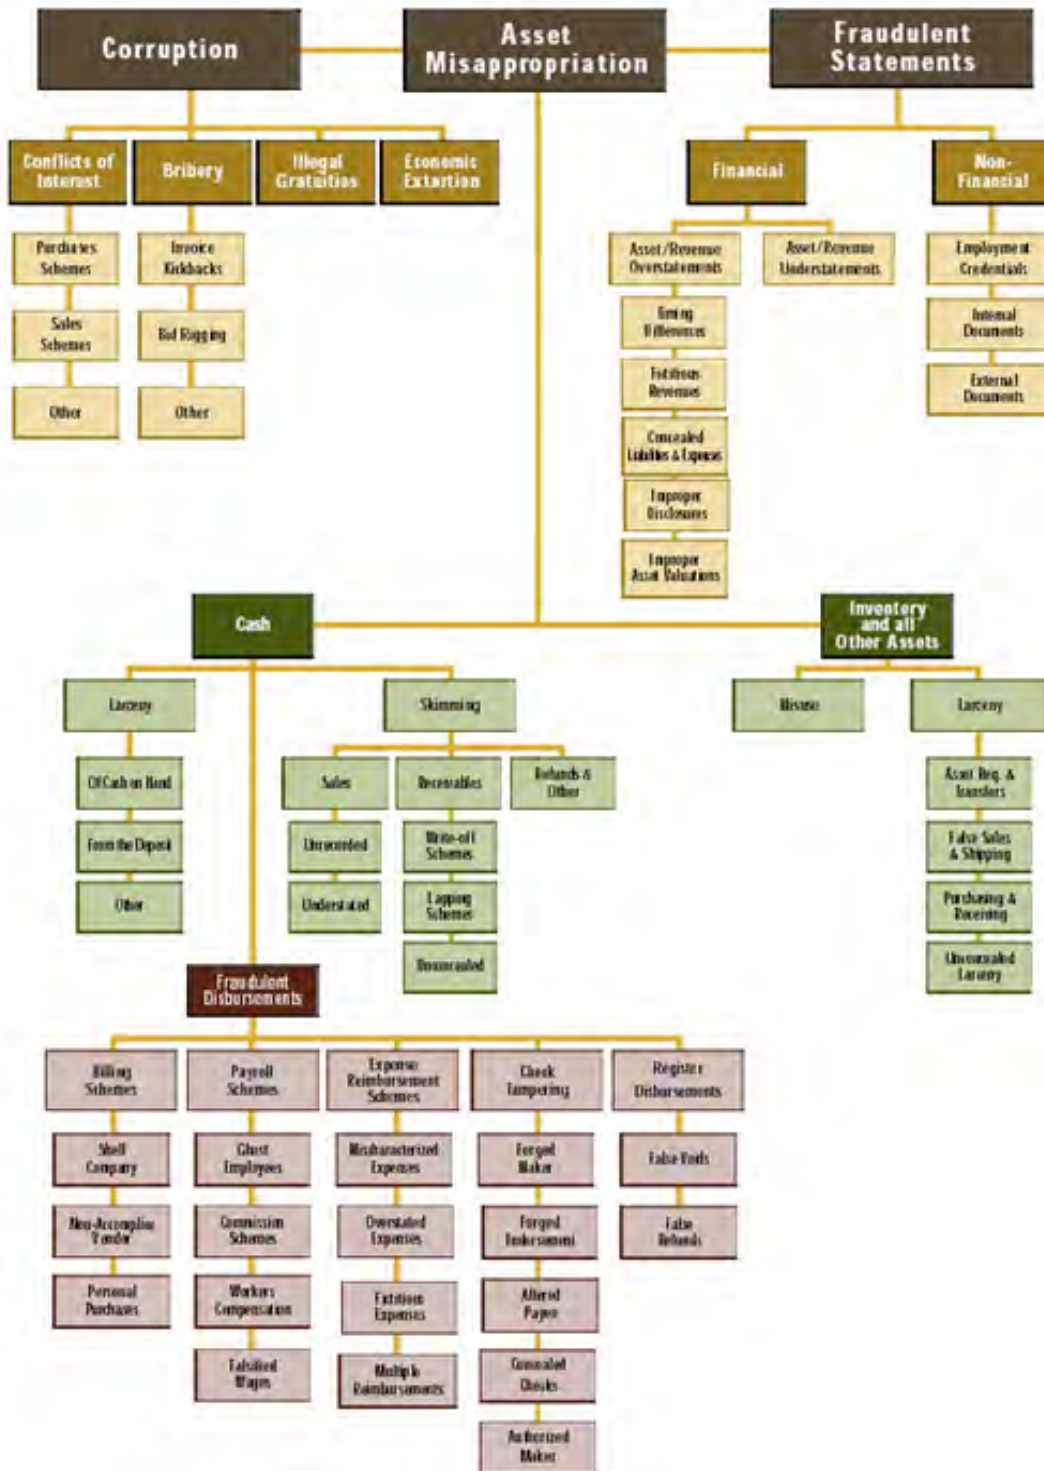 Corruption
Asset
Misappropriation
Fraudulent
Statements
Conflicts of
Interest
Bribery
Illegal
Gratuities
Economic
Extortion
Financial
Non-
Financial
Purchases
Schemes
Invoice
Kickbacks
Asset/Revenue
Overstatements
Asset/Revenue
Understatements
Employment
Credentials
Sales
Schemes
Bid Rigging
Timing
Differences
Internal
Documents
Other
Other
Fictitious
Revenues
External
Documents
Concealed
Liabilities & Expenses
Improper
Disclosures
Improper
Asset Valuations
Cash
Inventory
and all
Other Assets
Larceny
Skimming
Misuse
Larceny
Of Cash on Hand
Sales
Receivables
Refunds &
Other
Asset Req. &
Transfers
From the Deposit
Unrecorded
Write-off
Schemes
False Sales
& Shipping
Other
Understated
Lapping
Schemes
Purchasing &
Receiving
Unconcealed
Unconcealed
Larceny
Fraudulent
Disbursements
Billing
Schemes
Payroll
Schemes
Expense
Reimbursement
Schemes
Check
Tampering
Register
Disbursements
Shell
Company
Ghost
Employees
Mischaracterized
Expenses
Forged
Maker
False Voids
Non-Accomplice
Vendor
Commission
Schemes
Overstated
Expenses
Forged
Endorsement
False
Refunds
Personal
Purchases
Workers
Compensation
Fictitious
Expenses
Altered
Payee
Falsified
Wages
Multiple
Reimbursements
Concealed
Checks
Authorized
Maker